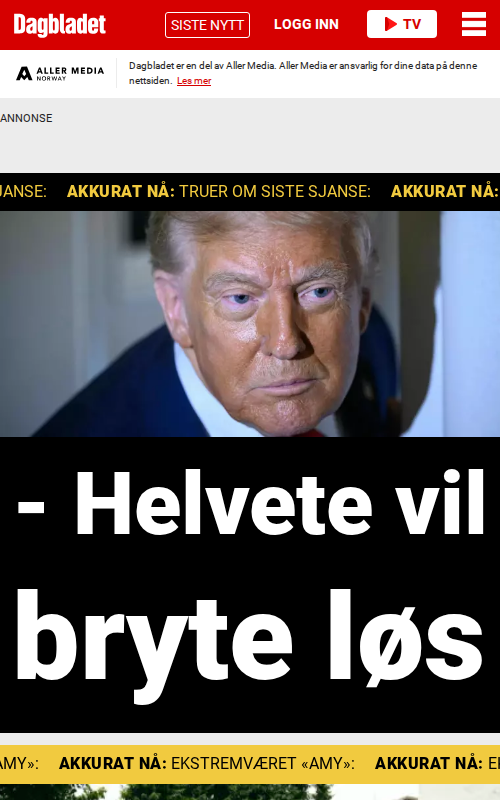 Dagbladet
SISTE NYTT
LOGG INN
TV
ALLER MEDIA
NORWAY
Dagbladet er en del av Aller Media. Aller Media er ansvarlig for dine data på denne
nettsiden. Les mer
ANNONSE
JANSE: AKKURAT NÅ: TRUER OM SISTE SJANSE: AKKURAT NÅ:
- Helvete vil
bryte løs
AMY»: AKKURAT NÅ: EKSTREMVÆRET «AMY»: AKKURAT NÅ: E